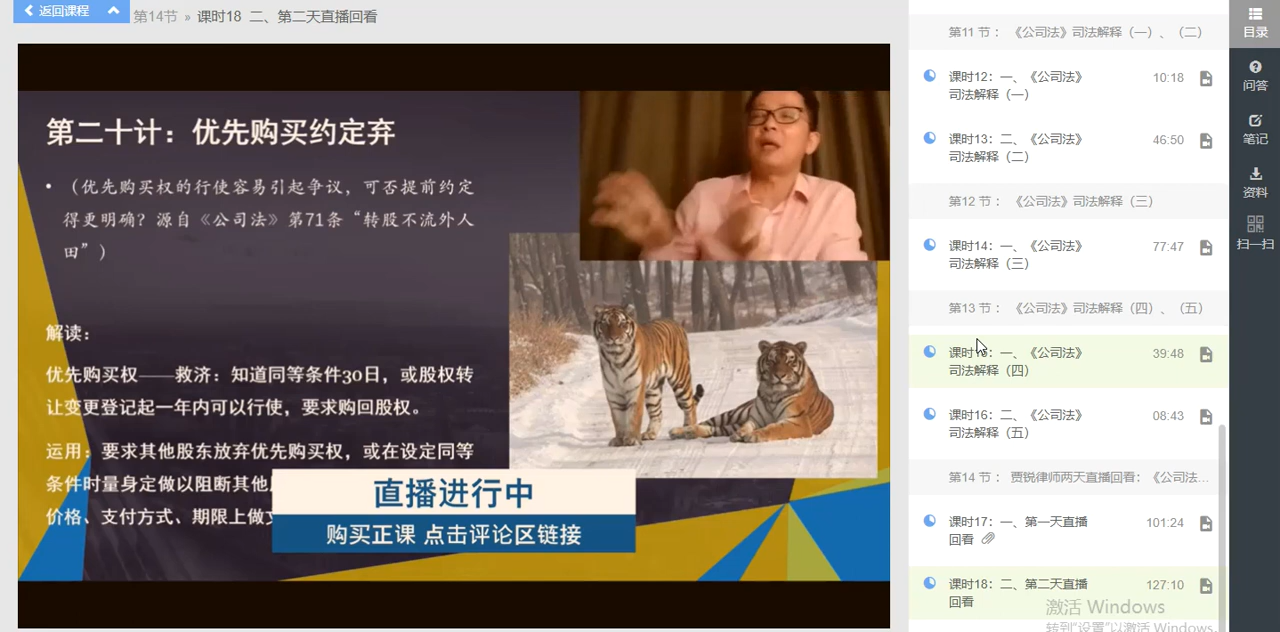 返回课程
第14节 » 课时18 二、第二天直播回看
第二十计：优先购买约定弃
• （优先购买权的行使容易引起争议，可否提前约定
得更明确？源自《公司法》第71条“转股不流外人
田”）
解读：
优先购买权——救济：知道同等条件30日，或股权转
让变更登记起一年内可以行使，要求购回股权。
运用：要求其他股东放弃优先购买权，或在设定同等
条件时量身定做以阻断其他
价格、支付方式、期限上做
直播进行中
购买正课 点击评论区链接
第11 节： 《公司法》司法解释（一）、（二）
课时12：一、《公司法》 10:18
司法解释（一）
课时13：二、《公司法》 46:50
司法解释（二）
第12 节： 《公司法》司法解释（三）
课时14：一、《公司法》 77:47
司法解释（三）
第13 节： 《公司法》司法解释（四）、（五）
课时15：一、《公司法》 39:48
司法解释（四）
课时16：二、《公司法》 08:43
司法解释（五）
第14 节： 贾锐律师两天直播回看：《公司法...
课时17：一、第一天直播 101:24
回看
课时18：二、第二天直播 127:10
回看
激活 Windows
转到“设置”以激活 Windows。
目录
问答
笔记
资料
扫一扫